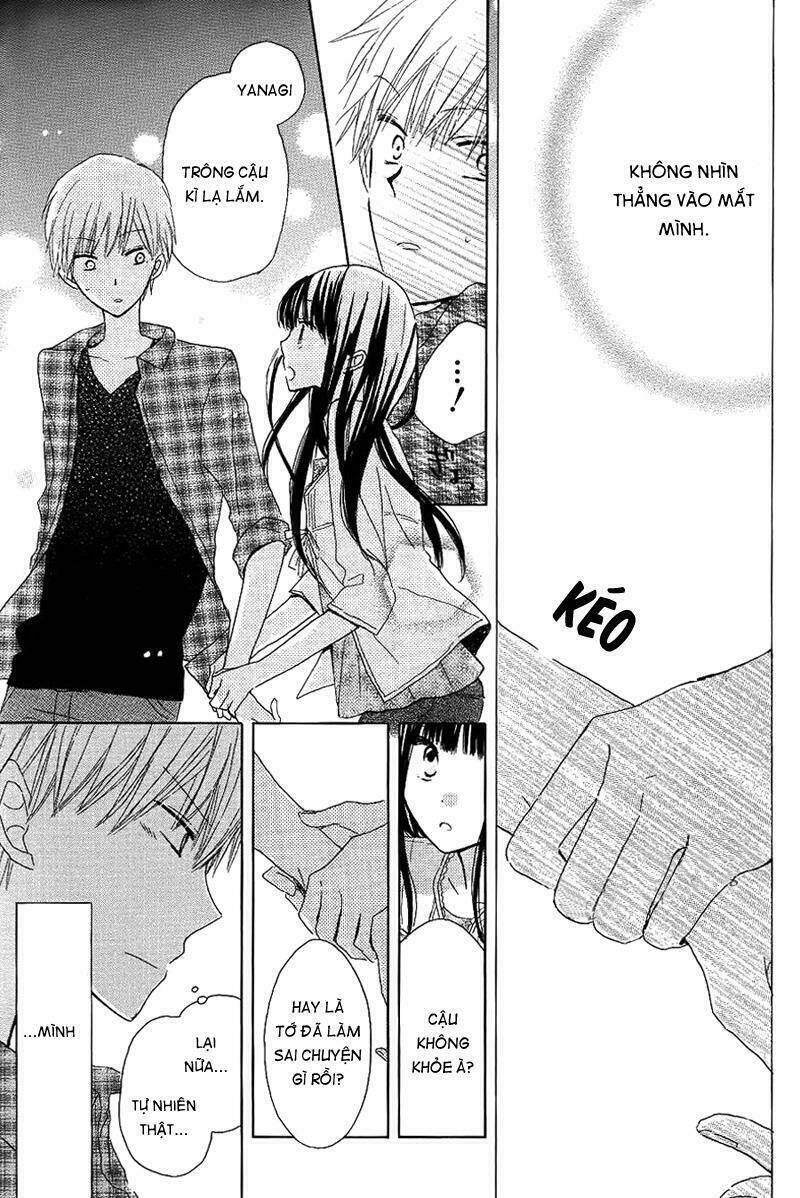 KHÔNG NHÌN
THẲNG VÀO MẮT
MÌNH.
KÉO
...!
YANAGI
TRÔNG CẬU
KÌ LẠ LẮM.
CẬU
KHÔNG
KHỎE À?
HAY LÀ
TỚ ĐÃ LÀM
SAI CHUYỆN
GÌ RỒI?
LẠI
NỮA...
TỰ NHIÊN
THẬT...
...MÌNH